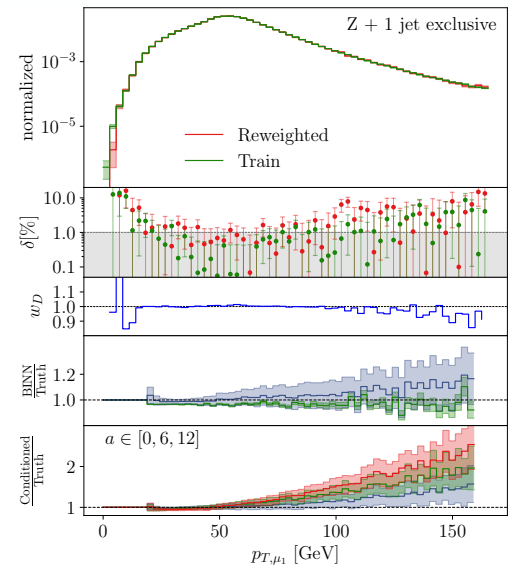 Z + 1 jet exclusive
normalized
10⁻³
10⁻⁵
Reweighted
Train
δ[%]
10.0
1.0
0.1
w_D
1.0
0.9
BINN
Truth
1.2
1.0
Conditioned
Truth
a ∈ [0, 6, 12]
2
1
0 50 100 150
p_{T,μ₁} [GeV]